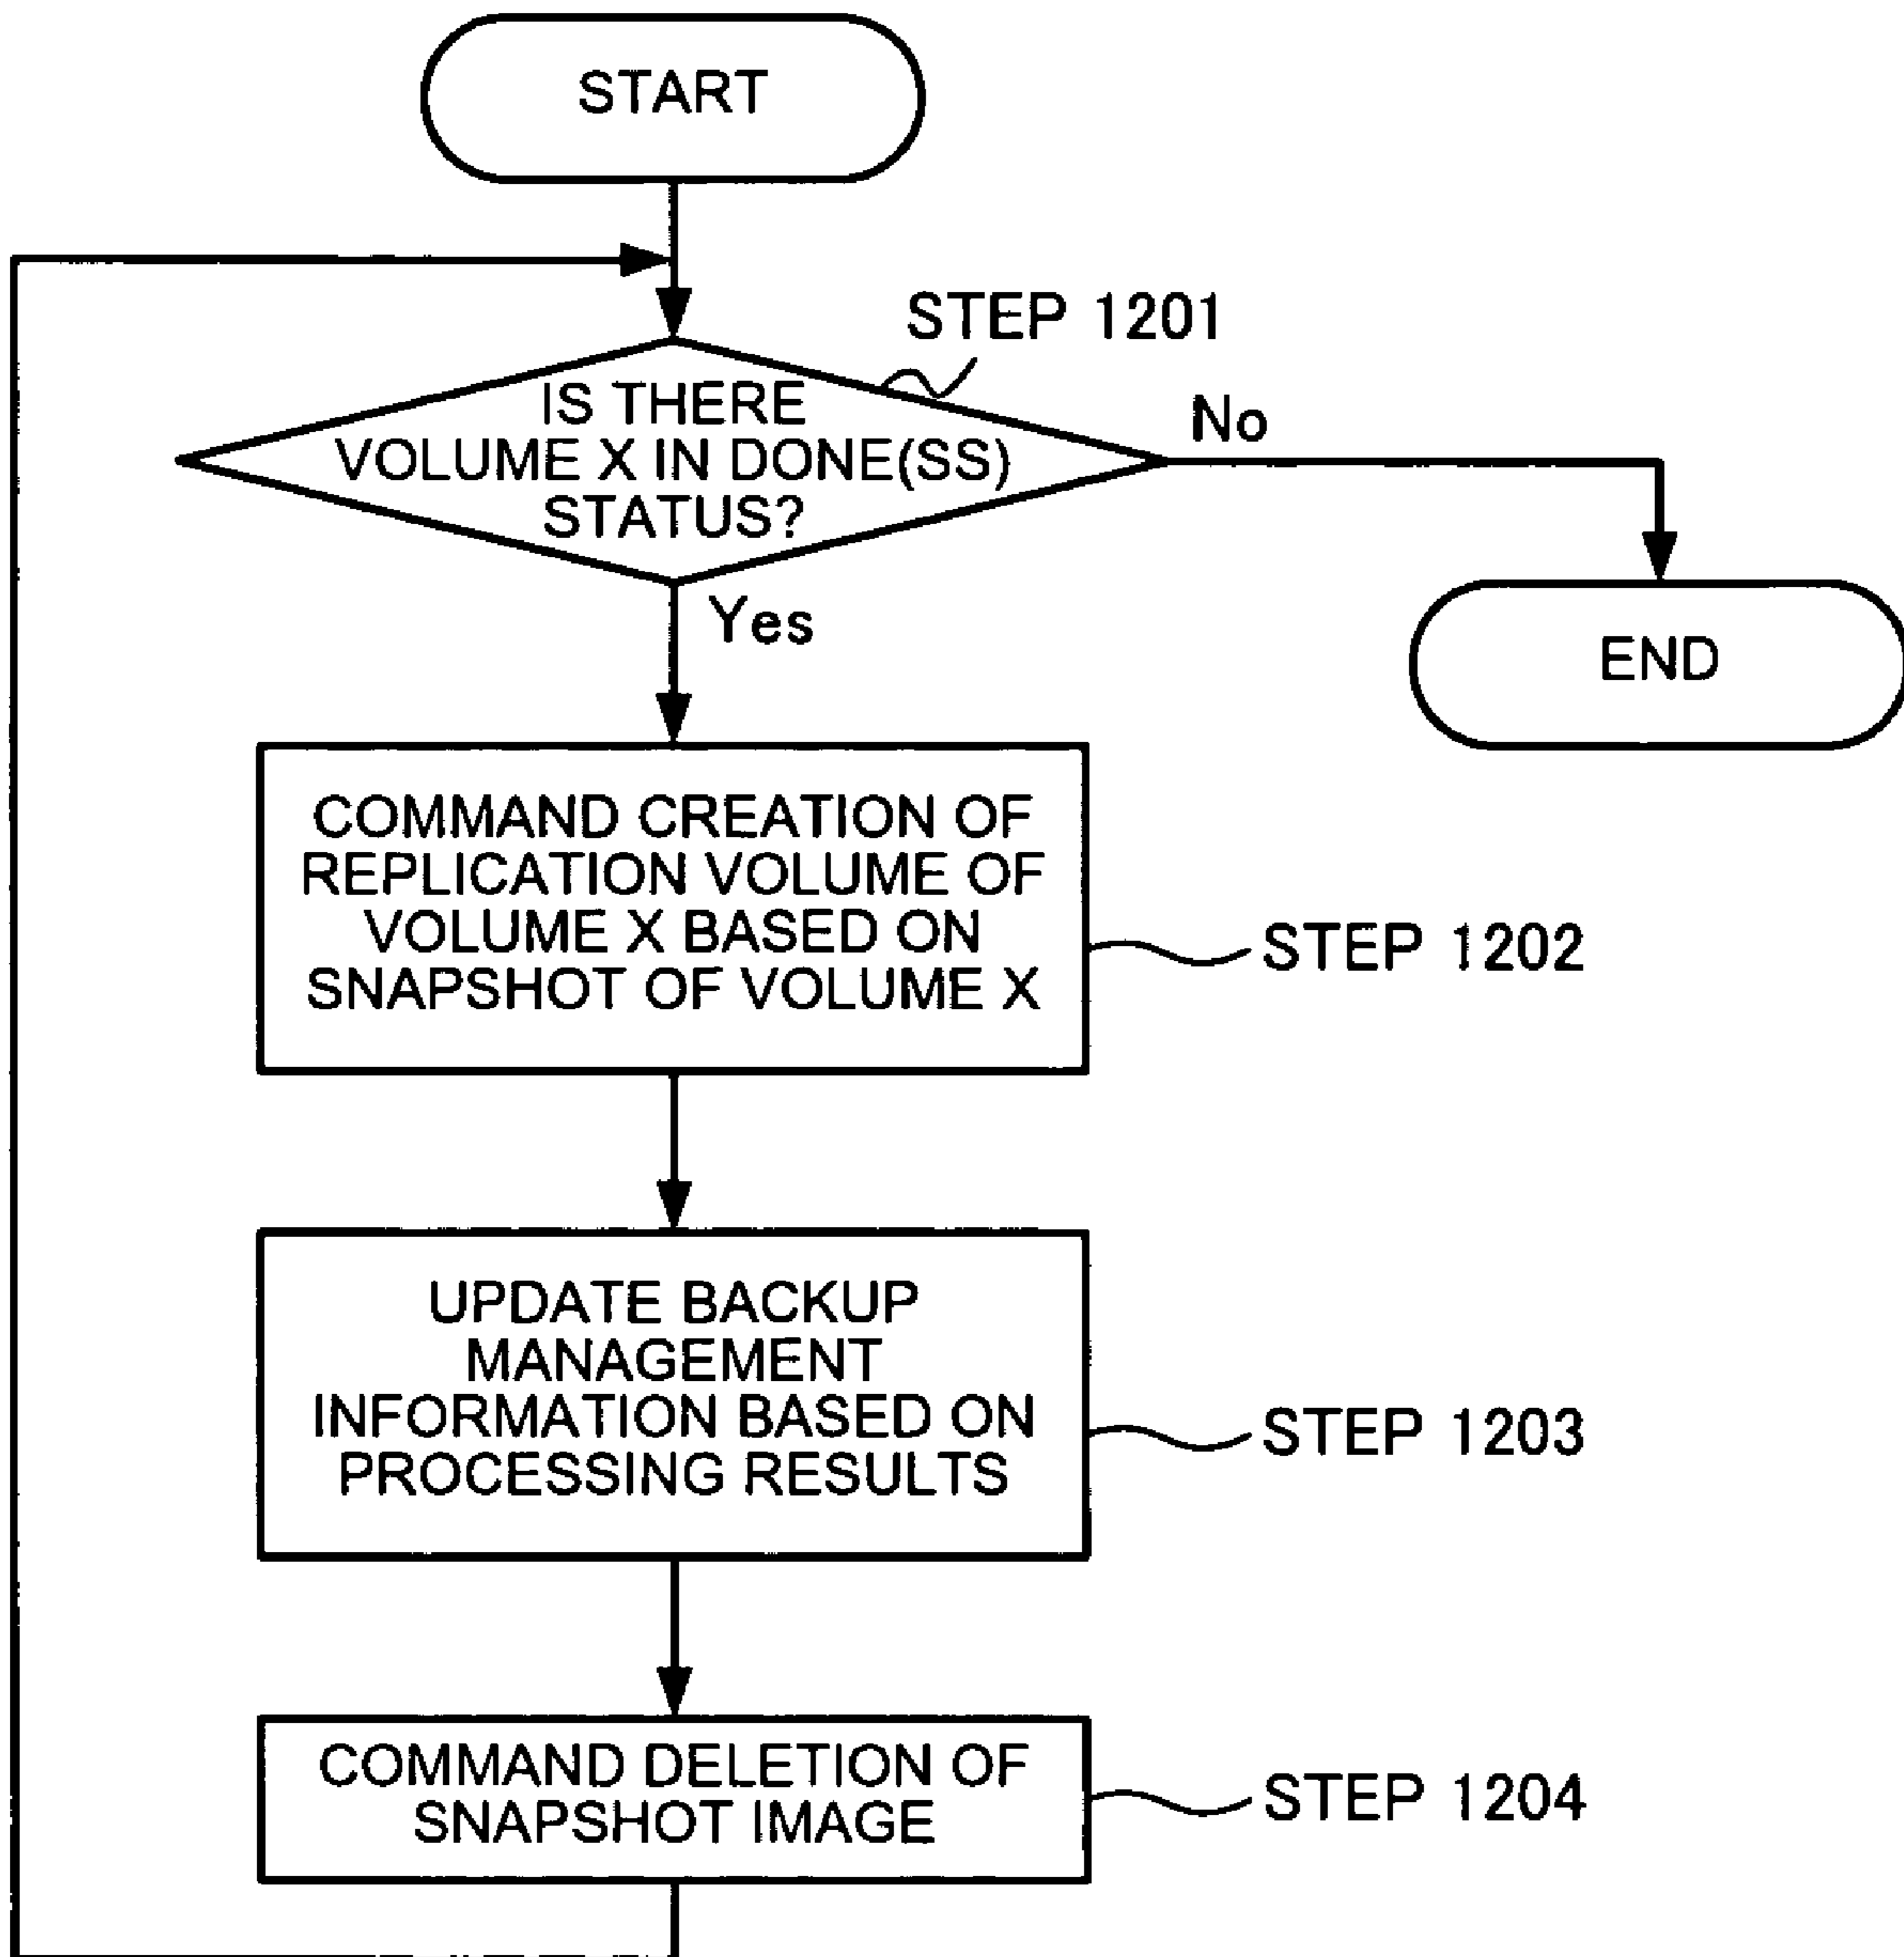 START
STEP 1201
IS THERE
VOLUME X IN DONE(SS)
STATUS?
No
Yes
END
COMMAND CREATION OF
REPLICATION VOLUME OF
VOLUME X BASED ON
SNAPSHOT OF VOLUME X
STEP 1202
UPDATE BACKUP
MANAGEMENT
INFORMATION BASED ON
PROCESSING RESULTS
STEP 1203
COMMAND DELETION OF
SNAPSHOT IMAGE
STEP 1204